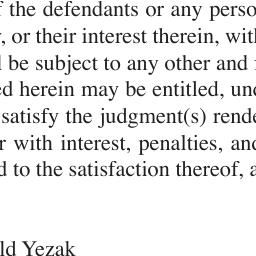 f the defendants or any perso
, or their interest therein, with
l be subject to any other and f
ed herein may be entitled, und
satisfy the judgment(s) rende
r with interest, penalties, and
d to the satisfaction thereof, a
ld Yezak